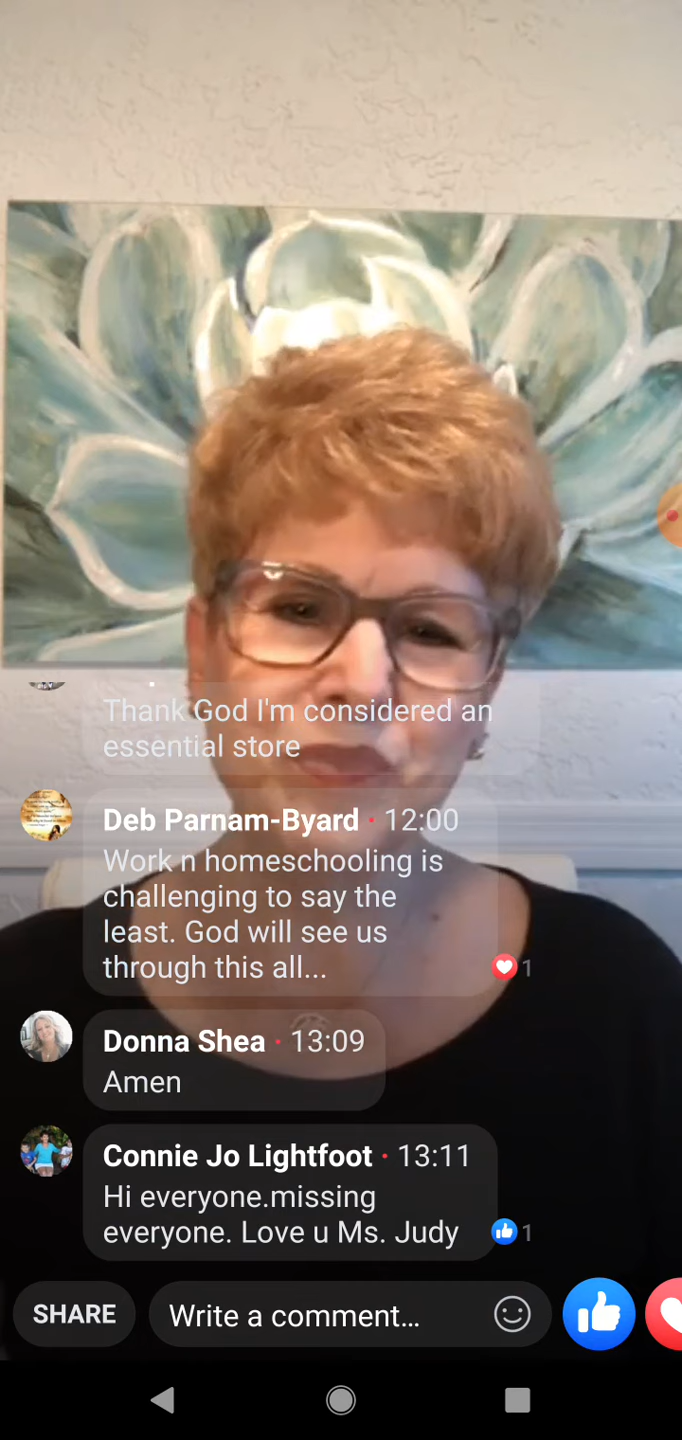 Thank God I'm considered an
essential store
Deb Parnam-Byard • 12:00
Work n homeschooling is
challenging to say the
least. God will see us
through this all...
1
Donna Shea • 13:09
Amen
Connie Jo Lightfoot • 13:11
Hi everyone.missing
everyone. Love u Ms. Judy
1
SHARE
Write a comment...